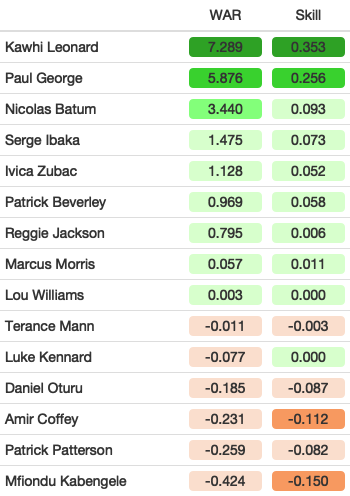 WAR Skill
Kawhi Leonard 7.289 0.353
Paul George 5.876 0.256
Nicolas Batum 3.440 0.093
Serge Ibaka 1.475 0.073
Ivica Zubac 1.128 0.052
Patrick Beverley 0.969 0.058
Reggie Jackson 0.795 0.006
Marcus Morris 0.057 0.011
Lou Williams 0.003 0.000
Terance Mann -0.011 -0.003
Luke Kennard -0.077 0.000
Daniel Oturu -0.185 -0.087
Amir Coffey -0.231 -0.112
Patrick Patterson -0.259 -0.082
Mfiondu Kabengele -0.424 -0.150